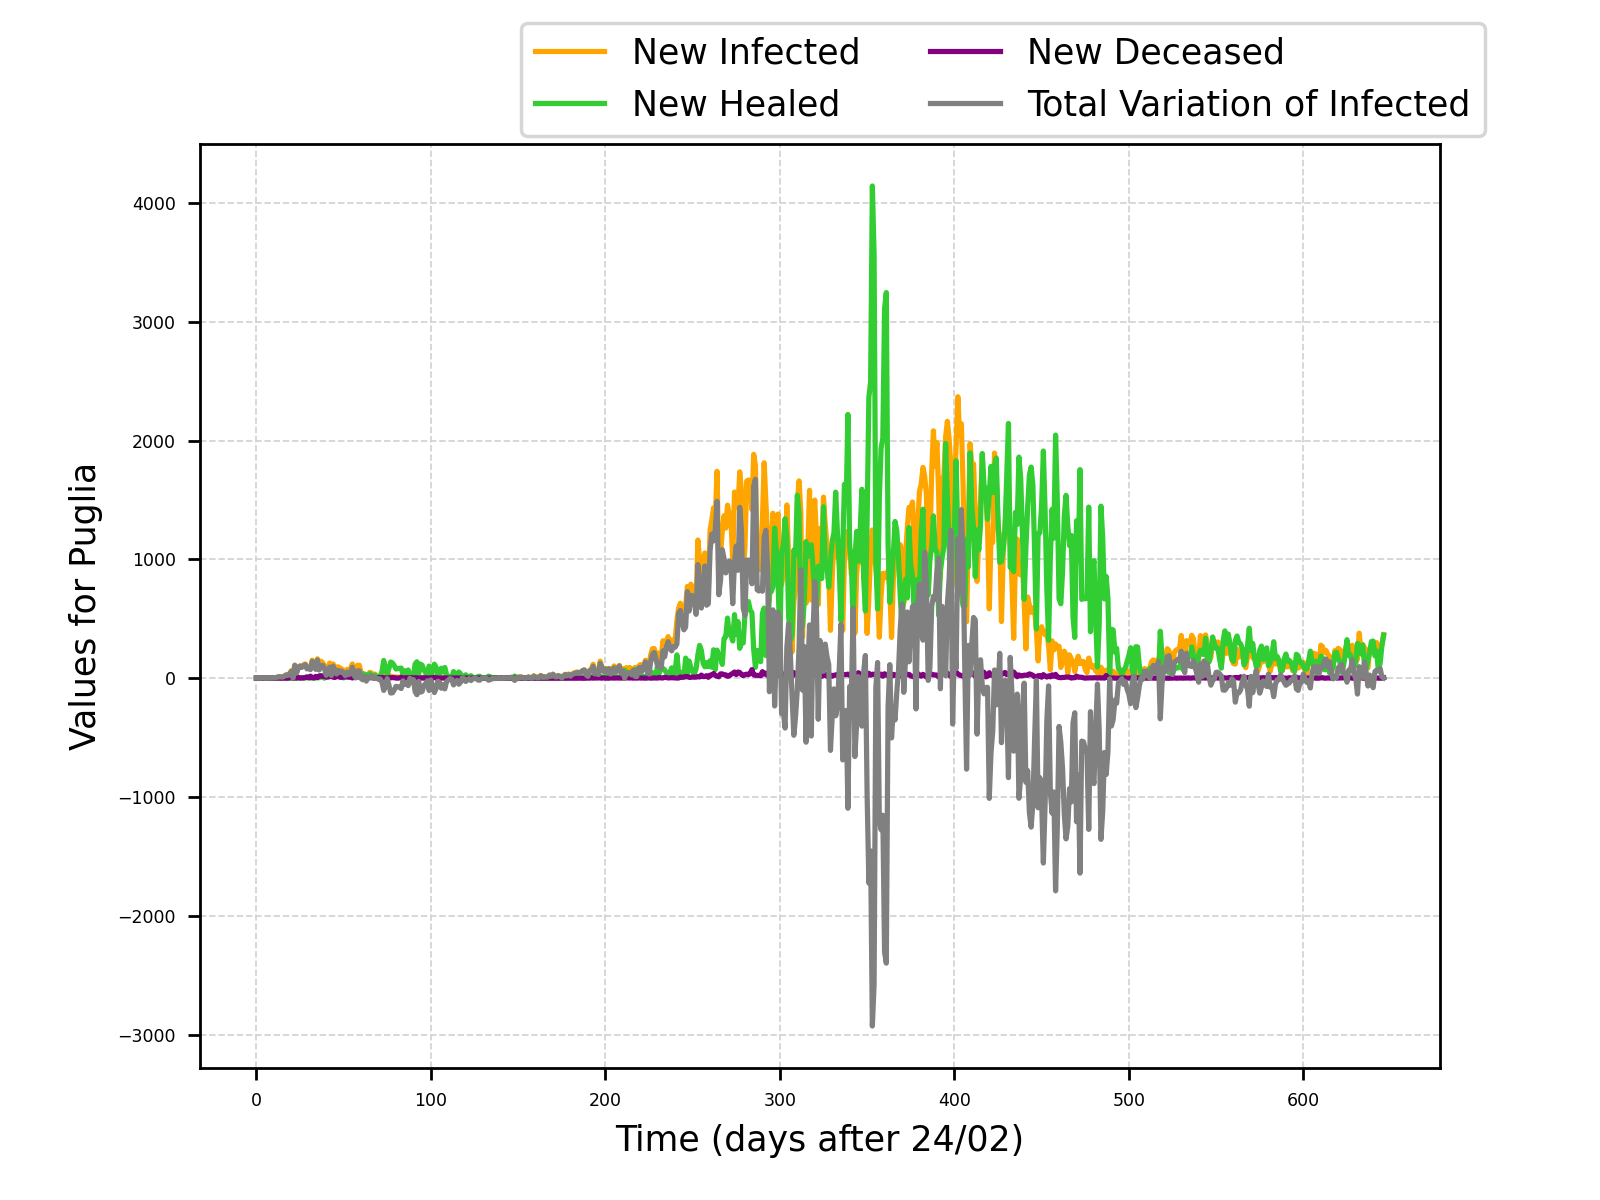 New Infected
New Healed
New Deceased
Total Variation of Infected
4000
3000
2000
1000
0
−1000
−2000
−3000
Values for Puglia
0 100 200 300 400 500 600
Time (days after 24/02)